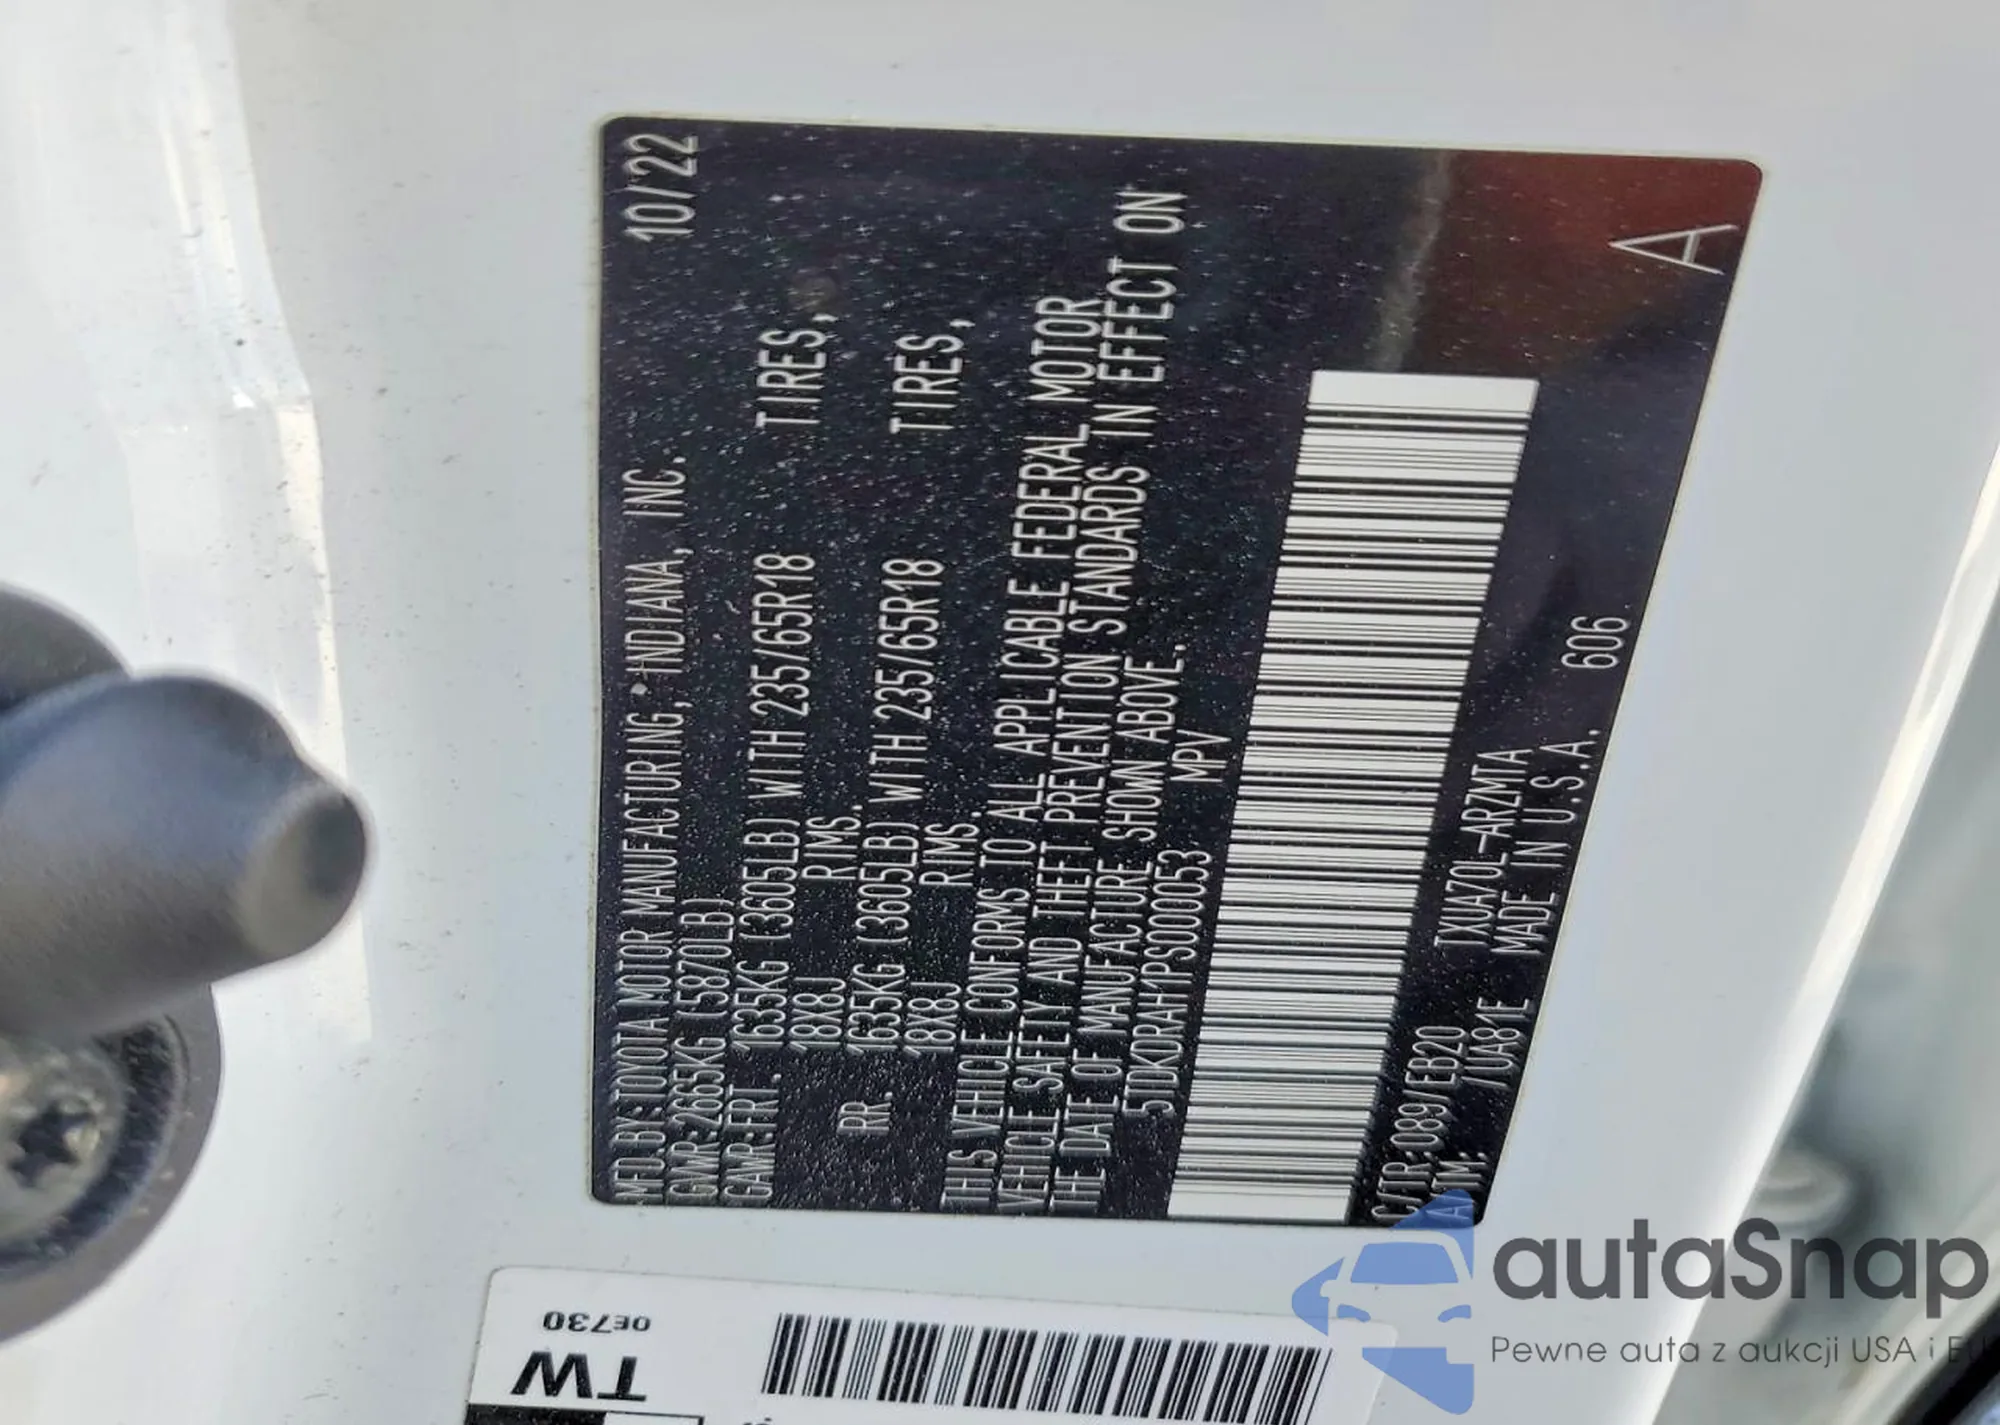 MFD BY:TOYOTA MOTOR MANUFACTURING, INDIANA, INC. 10/22
GVWR:2665KG (5870LB)
GAWR:FRT. 1635KG (3605LB) WITH 235/65R18 TIRES,
18X8J RIMS.
RR. 1635KG (3605LB) WITH 235/65R18 TIRES,
18X8J RIMS.
THIS VEHICLE CONFORMS TO ALL APPLICABLE FEDERAL MOTOR
VEHICLE SAFETY AND THEFT PREVENTION STANDARDS IN EFFECT ON
THE DATE OF MANUFACTURE SHOWN ABOVE.
5TDKDRAH1PS000053 MPV
C/TR:089/EB20 TXUA70L-ARZMTA
A/TM: /UA81E MADE IN U.S.A. 606
A
0E730
TW
autaSnap
Pewne auta z aukcji USA i EU